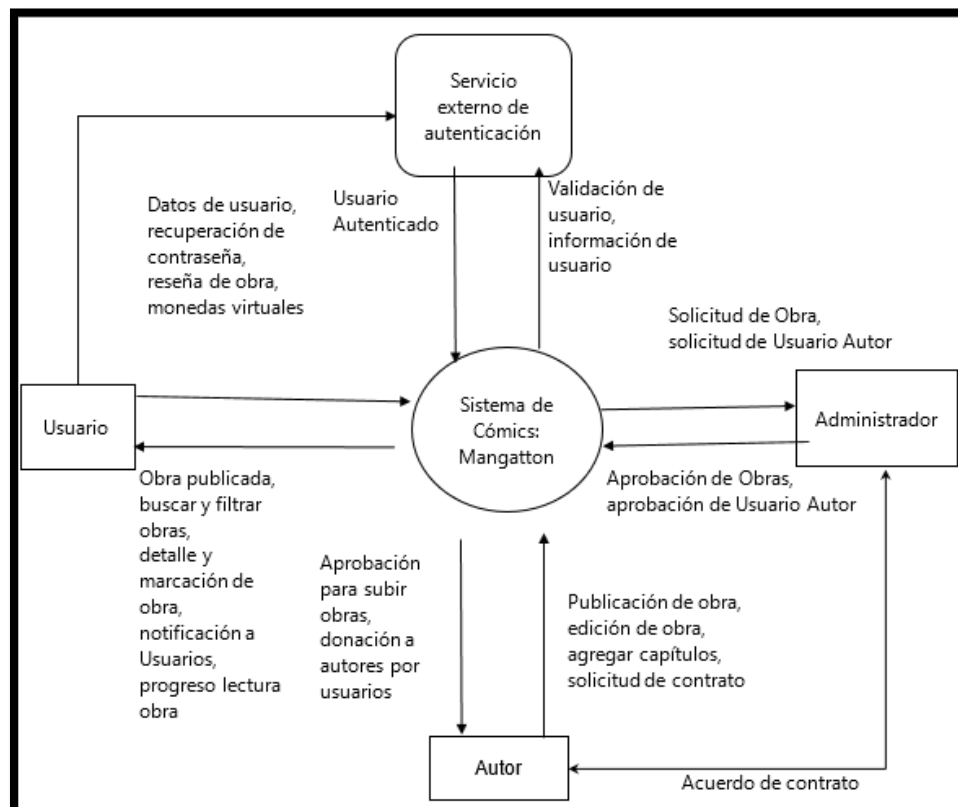 Servicio
externo de
autenticación
Datos de usuario,
recuperación de
contraseña,
reseña de obra,
monedas virtuales
Usuario
Autenticado
Validación de
usuario,
información de
usuario
Solicitud de Obra,
solicitud de Usuario Autor
Usuario
Sistema de
Cómics:
Mangatton
Administrador
Obra publicada,
buscar y filtrar
obras,
detalle y
marcación de
obra,
notificación a
Usuarios,
progreso lectura
obra
Aprobación
para subir
obras,
donación a
autores por
usuarios
Aprobación de Obras,
aprobación de Usuario Autor
Publicación de obra,
edición de obra,
agregar capítulos,
solicitud de contrato
Autor
Acuerdo de contrato